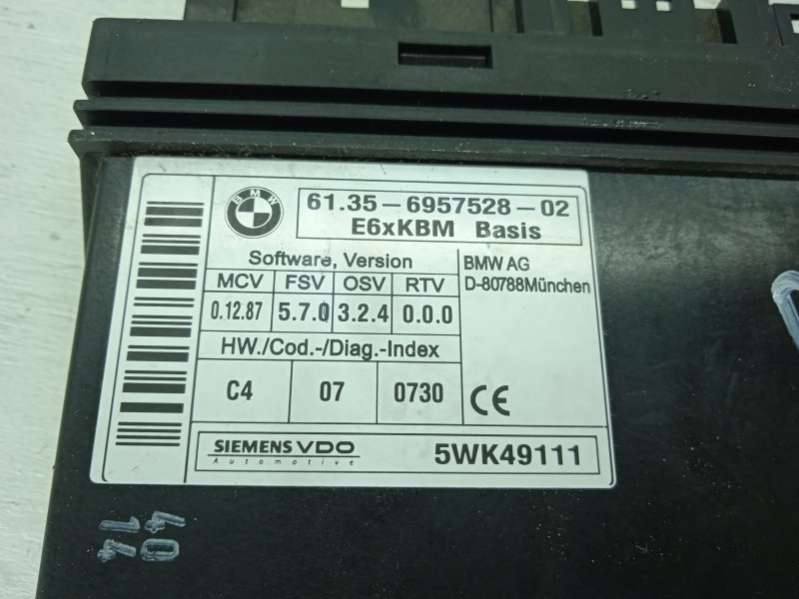 BMW
61.35-6957528-02
E6xKBM Basis
Software, Version
BMW AG
D-80788München
MCV FSV OSV RTV
0.12.87 5.7.0 3.2.4 0.0.0
HW./Cod.-/Diag.-Index
C4 07 0730
CE
SIEMENS VDO
Automotive
5WK49111